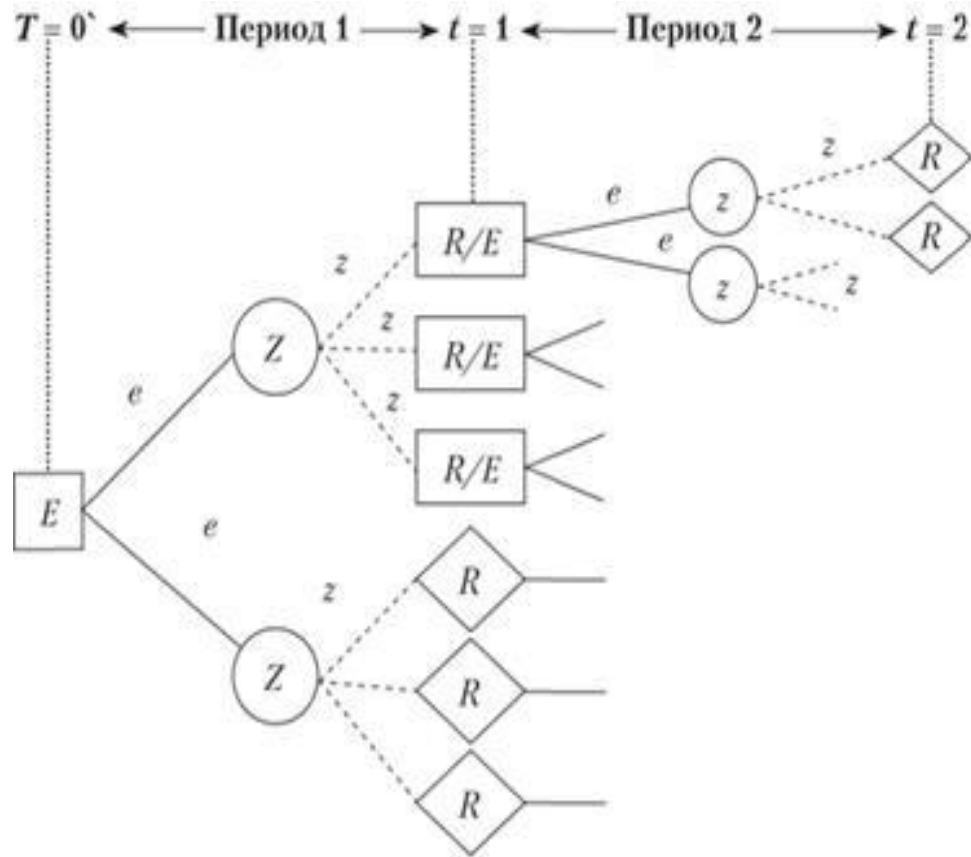 T = 0` Период 1 t = 1 Период 2 t = 2
z R
e z
R/E e R
z z z
Z z R/E
e z
R/E
E
e
z R
Z R
R